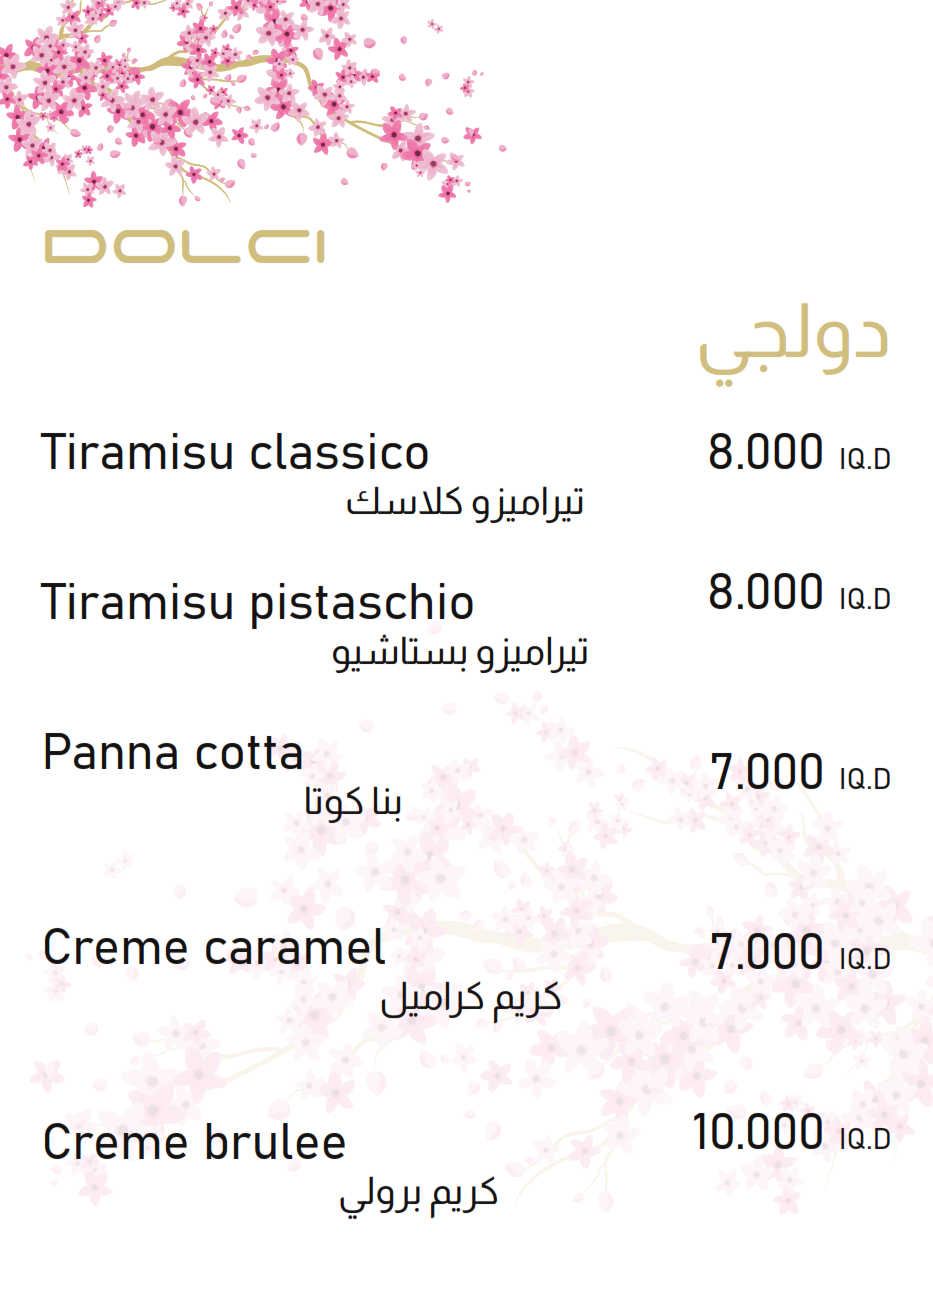 DOLCI
دولجي
Tiramisu classico 8.000 IQ.D
تيراميزو كلاسك
Tiramisu pistaschio 8.000 IQ.D
تيراميزو بستاشيو
Panna cotta 7.000 IQ.D
بنا كوتا
Creme caramel 7.000 IQ.D
كريم كراميل
Creme brulee 10.000 IQ.D
كريم برولي